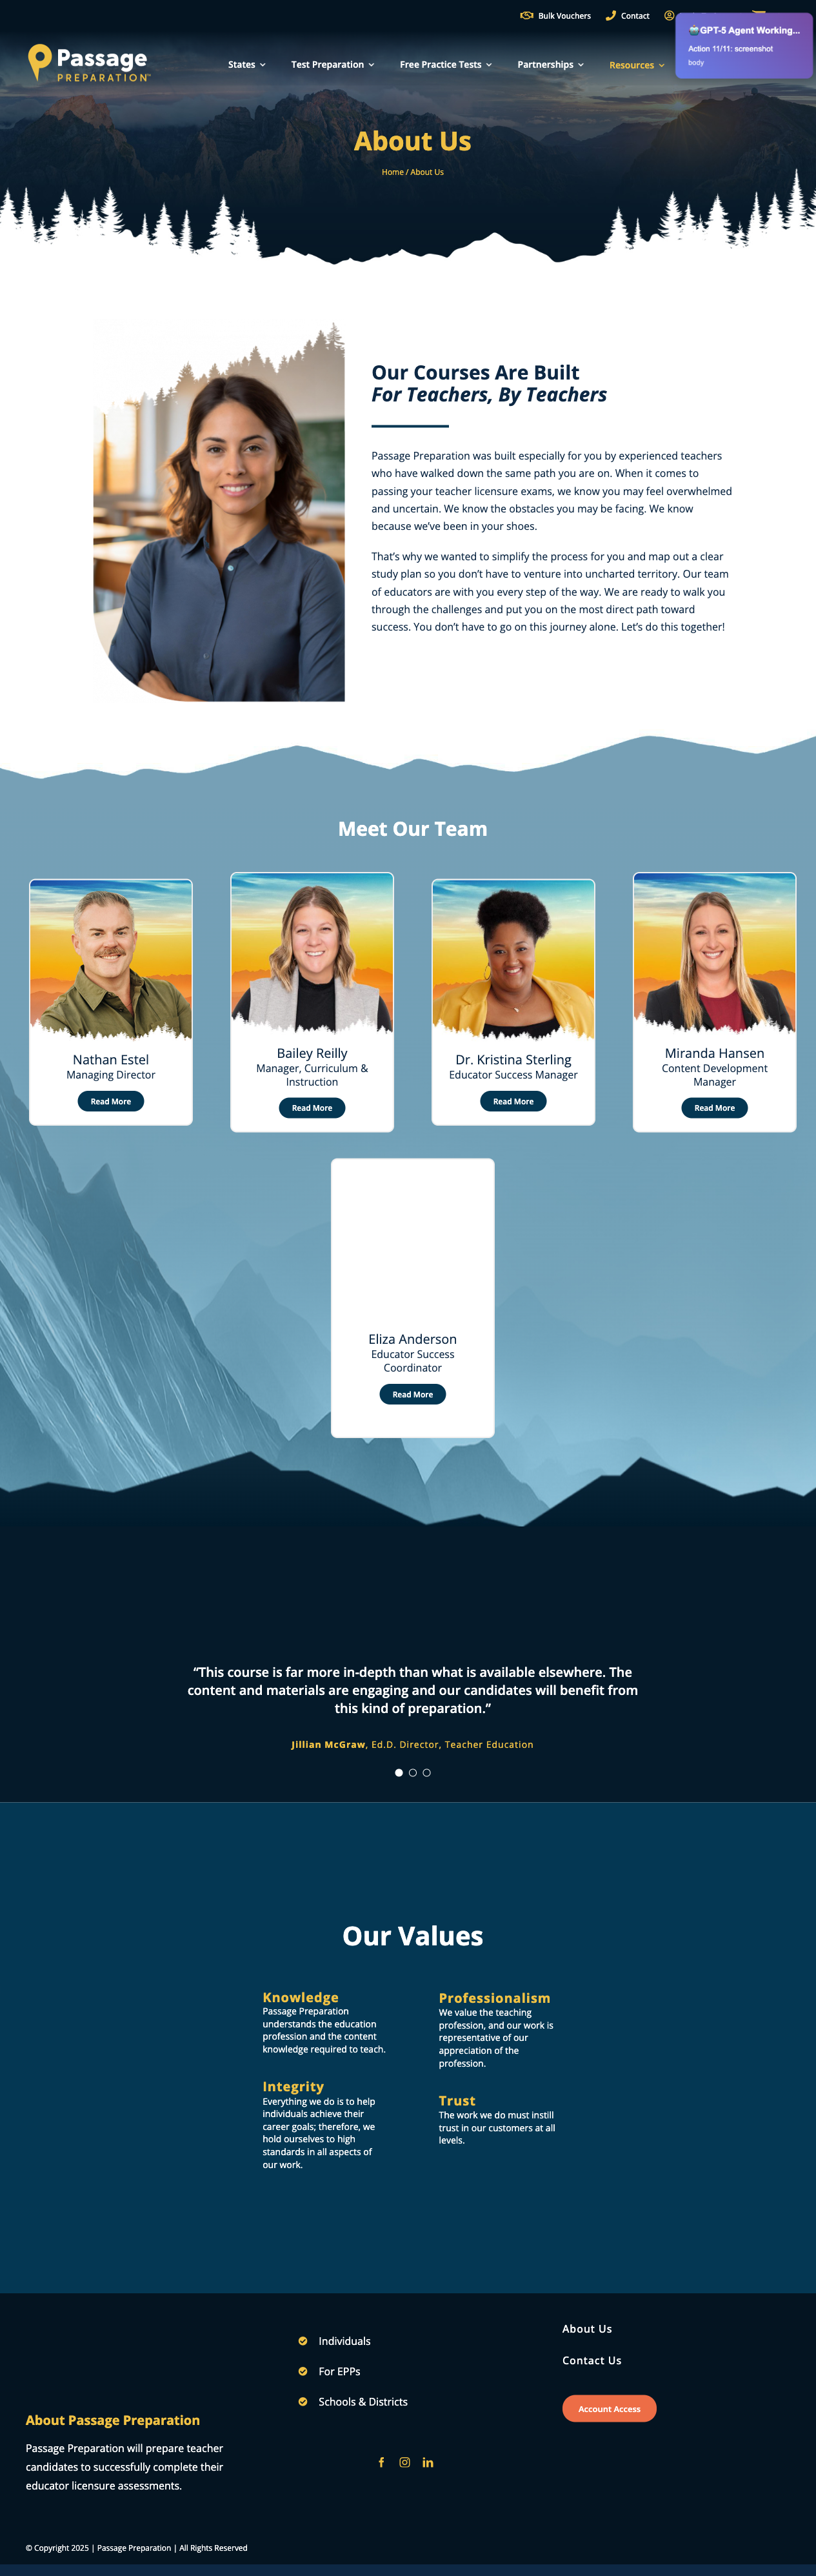 Bulk Vouchers
Contact
GPT-5 Agent Working...
Action 11/11: screenshot
body
Passage
PREPARATION™
States
Test Preparation
Free Practice Tests
Partnerships
Resources
About Us
Home / About Us
Our Courses Are Built
For Teachers, By Teachers
Passage Preparation was built especially for you by experienced teachers
who have walked down the same path you are on. When it comes to
passing your teacher licensure exams, we know you may feel overwhelmed
and uncertain. We know the obstacles you may be facing. We know
because we’ve been in your shoes.
That’s why we wanted to simplify the process for you and map out a clear
study plan so you don’t have to venture into uncharted territory. Our team
of educators are with you every step of the way. We are ready to walk you
through the challenges and put you on the most direct path toward
success. You don’t have to go on this journey alone. Let’s do this together!
Meet Our Team
Nathan Estel
Managing Director
Read More
Bailey Reilly
Manager, Curriculum &
Instruction
Read More
Dr. Kristina Sterling
Educator Success Manager
Read More
Miranda Hansen
Content Development
Manager
Read More
Eliza Anderson
Educator Success
Coordinator
Read More
“This course is far more in-depth than what is available elsewhere. The
content and materials are engaging and our candidates will benefit from
this kind of preparation.”
Jillian McGraw, Ed.D. Director, Teacher Education
Our Values
Knowledge
Passage Preparation
understands the education
profession and the content
knowledge required to teach.
Integrity
Everything we do is to help
individuals achieve their
career goals; therefore, we
hold ourselves to high
standards in all aspects of
our work.
Professionalism
We value the teaching
profession, and our work is
representative of our
appreciation of the
profession.
Trust
The work we do must instill
trust in our customers at all
levels.
About Passage Preparation
Passage Preparation will prepare teacher
candidates to successfully complete their
educator licensure assessments.
Individuals
For EPPs
Schools & Districts
About Us
Contact Us
Account Access
© Copyright 2025 | Passage Preparation | All Rights Reserved